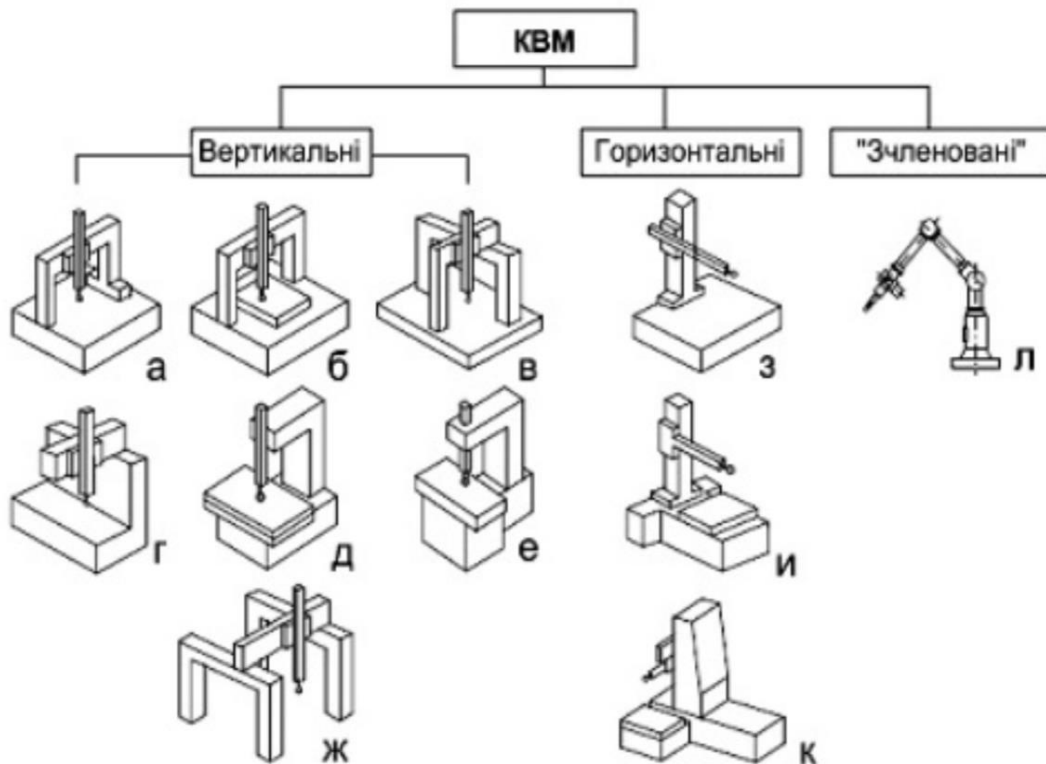 КВМ
Вертикальні
Горизонтальні
"Зчленовані"
а
б
в
з
л
г
д
е
и
ж
к